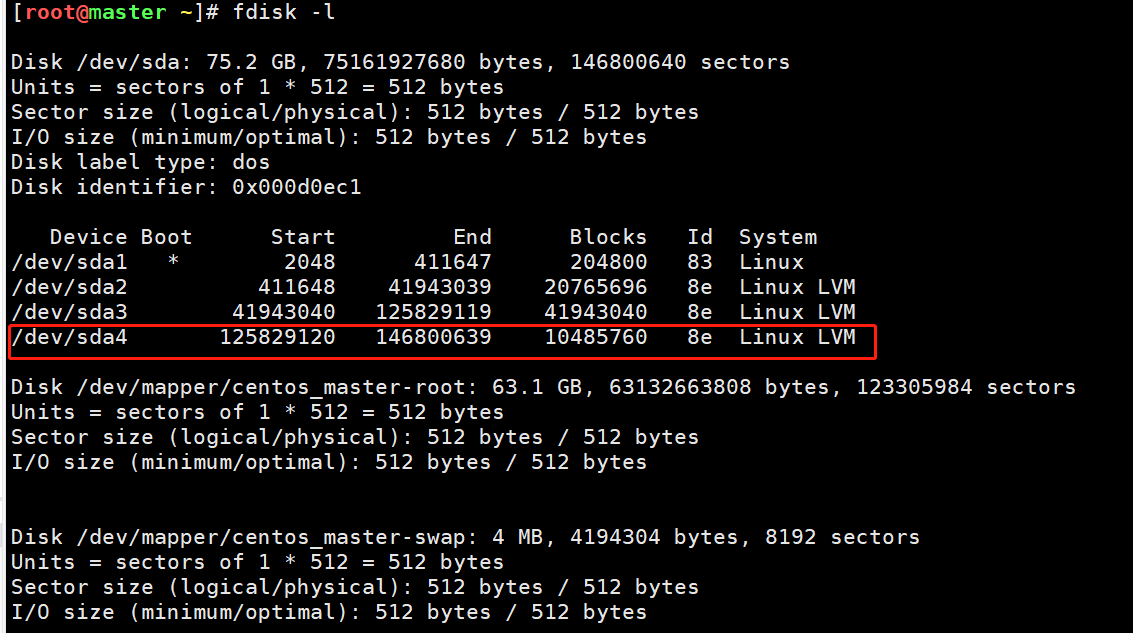 [root@master ~]# fdisk -l
Disk /dev/sda: 75.2 GB, 75161927680 bytes, 146800640 sectors
Units = sectors of 1 * 512 = 512 bytes
Sector size (logical/physical): 512 bytes / 512 bytes
I/O size (minimum/optimal): 512 bytes / 512 bytes
Disk label type: dos
Disk identifier: 0x000d0ec1
Device Boot      Start         End      Blocks   Id  System
/dev/sda1   *        2048      411647      204800   83  Linux
/dev/sda2          411648    41943039    20765696   8e  Linux LVM
/dev/sda3        41943040   125829119    41943040   8e  Linux LVM
/dev/sda4       125829120   146800639    10485760   8e  Linux LVM
Disk /dev/mapper/centos_master-root: 63.1 GB, 63132663808 bytes, 123305984 sectors
Units = sectors of 1 * 512 = 512 bytes
Sector size (logical/physical): 512 bytes / 512 bytes
I/O size (minimum/optimal): 512 bytes / 512 bytes
Disk /dev/mapper/centos_master-swap: 4 MB, 4194304 bytes, 8192 sectors
Units = sectors of 1 * 512 = 512 bytes
Sector size (logical/physical): 512 bytes / 512 bytes
I/O size (minimum/optimal): 512 bytes / 512 bytes